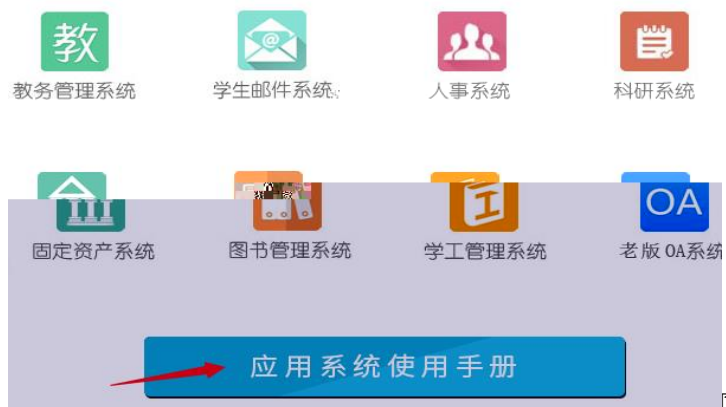 教
教务管理系统 学生邮件系统 人事系统 科研系统
OA
固定资产系统 图书管理系统 学工管理系统 老版OA系统
应用系统使用手册